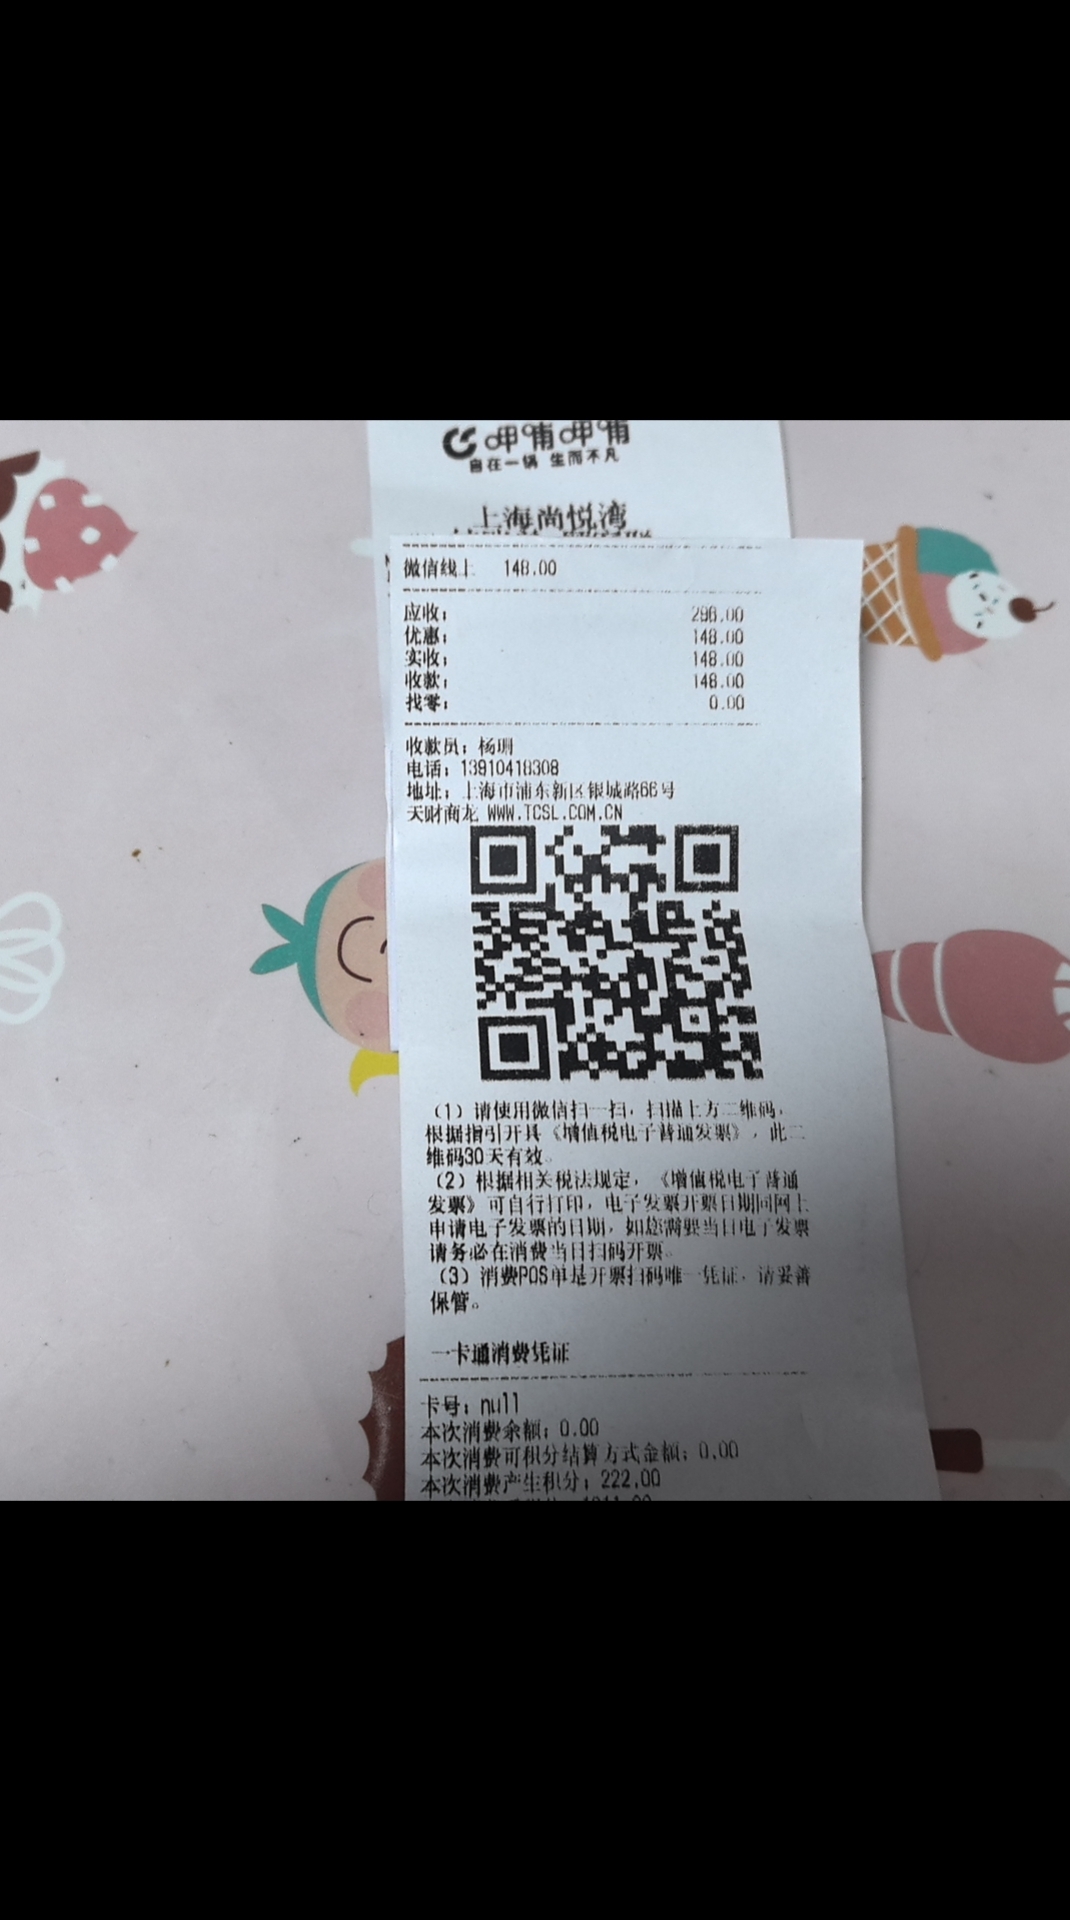 呷哺呷哺
自在一锅 生而不凡
上海尚悦湾
微信线上 148.00
应收: 296.00
优惠: 148.00
实收: 148.00
收款: 148.00
找零: 0.00
收款员: 杨玥
电话: 13910418308
地址: 上海市浦东新区银城路66号
天财商龙 WWW.TCSL.COM.CN
(1) 请使用微信扫一扫, 扫描上方二维码,
根据指引开具《增值税电子普通发票》, 此二
维码30天有效。
(2) 根据相关税法规定, 《增值税电子普通
发票》可自行打印, 电子发票开票日期同网上
申请电子发票的日期, 如您需要当日电子发票
请务必在消费当日扫码开票。
(3) 消费POS单是开票扫码唯一凭证, 请妥善
保管。
一卡通消费凭证
卡号: null
本次消费余额: 0.00
本次消费可积分结算方式金额: 0.00
本次消费产生积分: 222.00